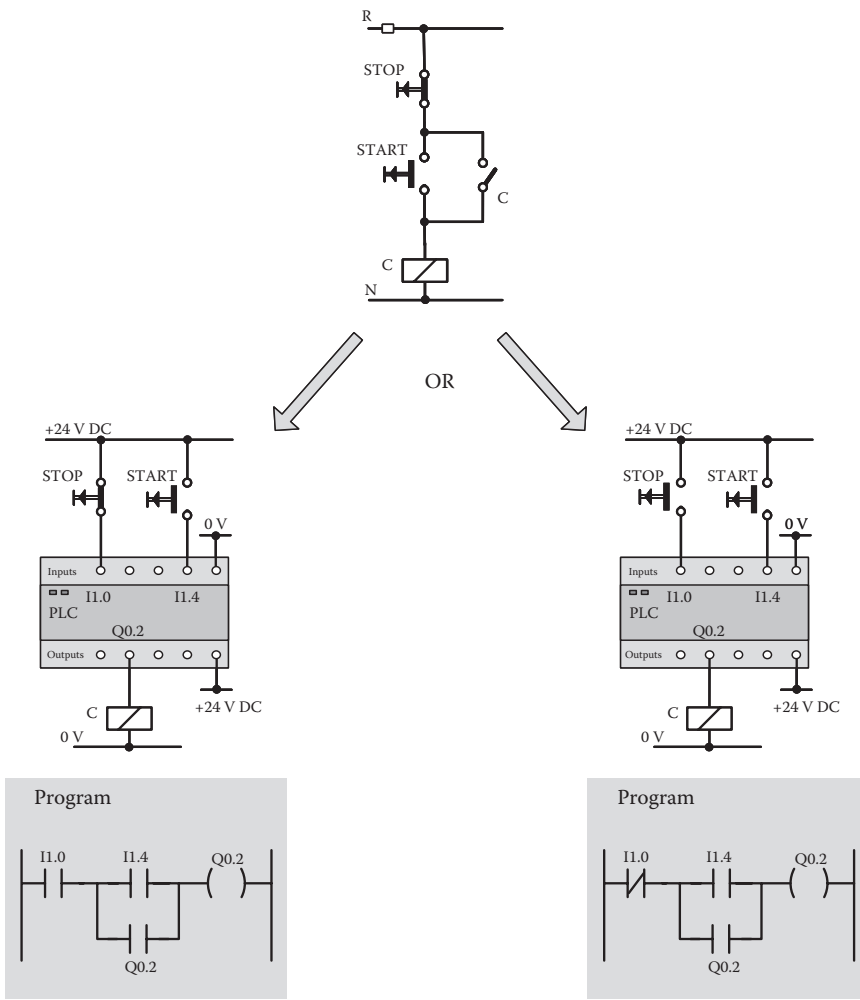 R
STOP
START
C
C
N
OR
+24 V DC
STOP
START
0 V
Inputs
I1.0
I1.4
PLC
Q0.2
Outputs
C
+24 V DC
0 V
Program
I1.0
I1.4
Q0.2
Q0.2
+24 V DC
STOP
START
0 V
Inputs
I1.0
I1.4
PLC
Q0.2
Outputs
C
+24 V DC
0 V
Program
I1.0
I1.4
Q0.2
Q0.2